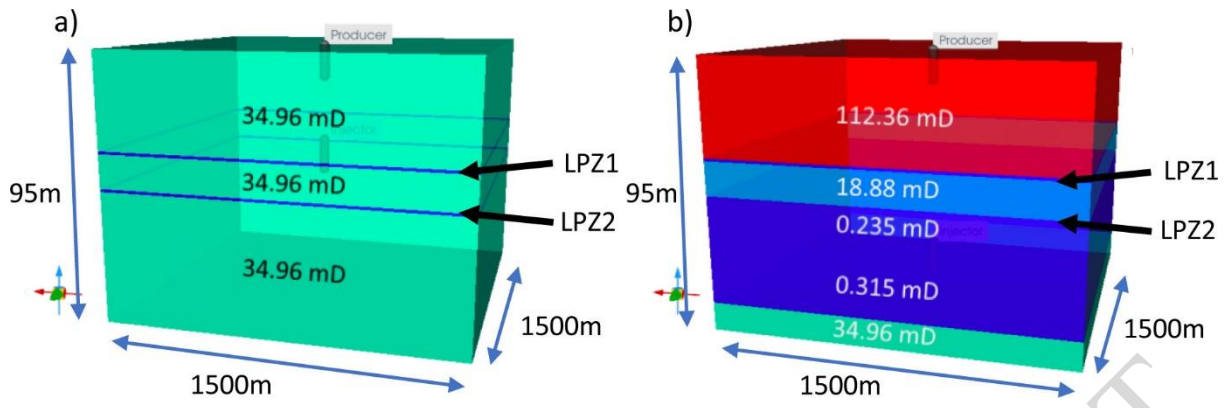 a)
Producer
34.96 mD
Injector
LPZ1
95m
34.96 mD
LPZ2
34.96 mD
1500m
1500m
b)
Producer
112.36 mD
LPZ1
95m
18.88 mD
LPZ2
0.235 mD
0.315 mD
34.96 mD
1500m
1500m
T